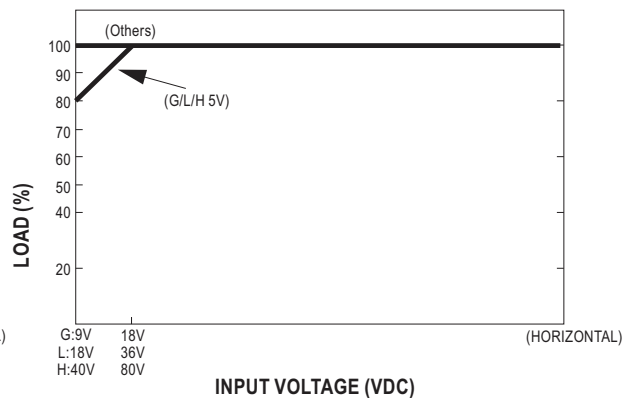 (Others)
100
90
(G/L/H 5V)
80
70
60
50
40
20
LOAD (%)
)
G:9V 18V (HORIZONTAL)
L:18V 36V
H:40V 80V
INPUT VOLTAGE (VDC)